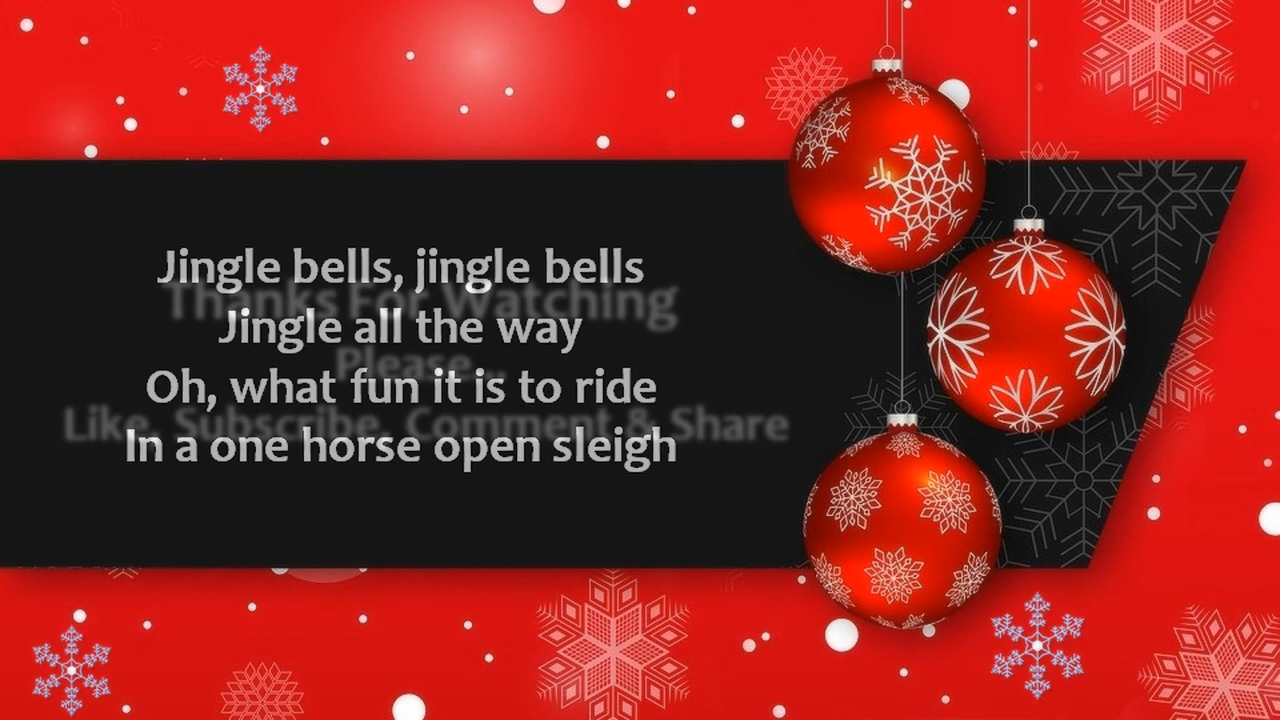 Jingle bells, jingle bells
Thanks For Watching
Jingle all the way
Please...
Oh, what fun it is to ride
Like, Subscribe, Comment & Share
In a one horse open sleigh